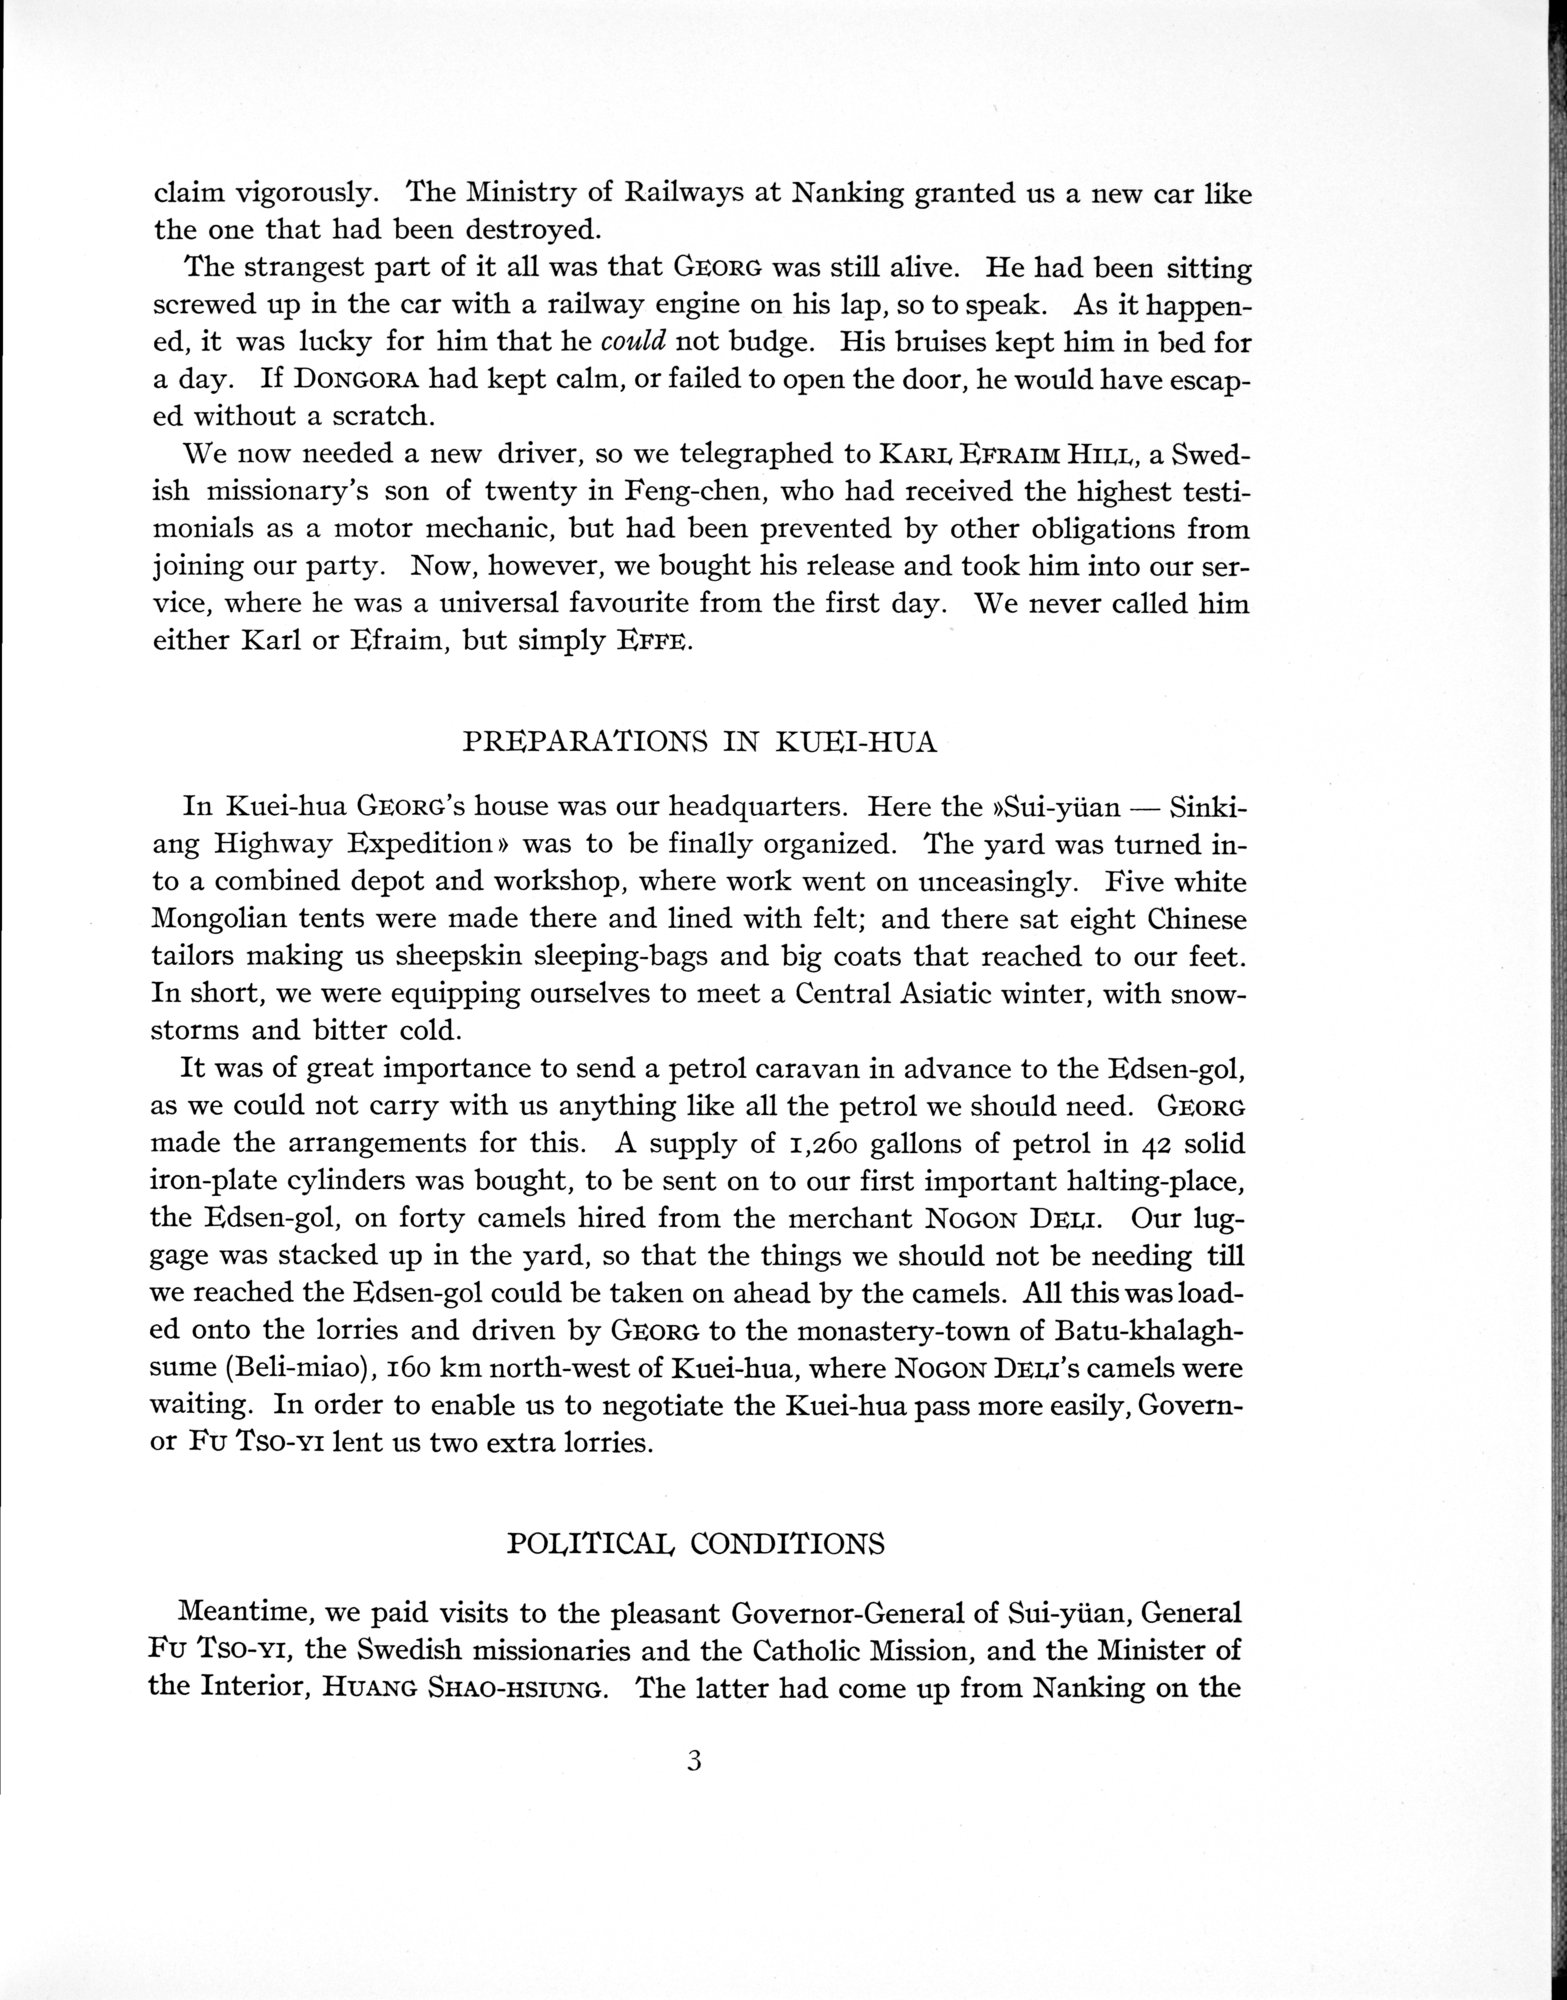 claim vigorously. The Ministry of Railways at Nanking granted us a new car like
the one that had been destroyed.
The strangest part of it all was that GEORG was still alive. He had been sitting
screwed up in the car with a railway engine on his lap, so to speak. As it happen-
ed, it was lucky for him that he could not budge. His bruises kept him in bed for
a day. If DONGORA had kept calm, or failed to open the door, he would have escap-
ed without a scratch.
We now needed a new driver, so we telegraphed to KARL EFRAIM HILL, a Swed-
ish missionary's son of twenty in Feng-chen, who had received the highest testi-
monials as a motor mechanic, but had been prevented by other obligations from
joining our party. Now, however, we bought his release and took him into our ser-
vice, where he was a universal favourite from the first day. We never called him
either Karl or Efraim, but simply EFFE.
PREPARATIONS IN KUEI-HUA
In Kuei-hua GEORG's house was our headquarters. Here the »Sui-yüan — Sinki-
ang Highway Expedition» was to be finally organized. The yard was turned in-
to a combined depot and workshop, where work went on unceasingly. Five white
Mongolian tents were made there and lined with felt; and there sat eight Chinese
tailors making us sheepskin sleeping-bags and big coats that reached to our feet.
In short, we were equipping ourselves to meet a Central Asiatic winter, with snow-
storms and bitter cold.
It was of great importance to send a petrol caravan in advance to the Edsen-gol,
as we could not carry with us anything like all the petrol we should need. GEORG
made the arrangements for this. A supply of 1,260 gallons of petrol in 42 solid
iron-plate cylinders was bought, to be sent on to our first important halting-place,
the Edsen-gol, on forty camels hired from the merchant NOGON DELI. Our lug-
gage was stacked up in the yard, so that the things we should not be needing till
we reached the Edsen-gol could be taken on ahead by the camels. All this was load-
ed onto the lorries and driven by GEORG to the monastery-town of Batu-khalagh-
sume (Beli-miao), 160 km north-west of Kuei-hua, where NOGON DELI's camels were
waiting. In order to enable us to negotiate the Kuei-hua pass more easily, Govern-
or FU TSO-YI lent us two extra lorries.
POLITICAL CONDITIONS
Meantime, we paid visits to the pleasant Governor-General of Sui-yüan, General
FU TSO-YI, the Swedish missionaries and the Catholic Mission, and the Minister of
the Interior, HUANG SHAO-HSIUNG. The latter had come up from Nanking on the
3